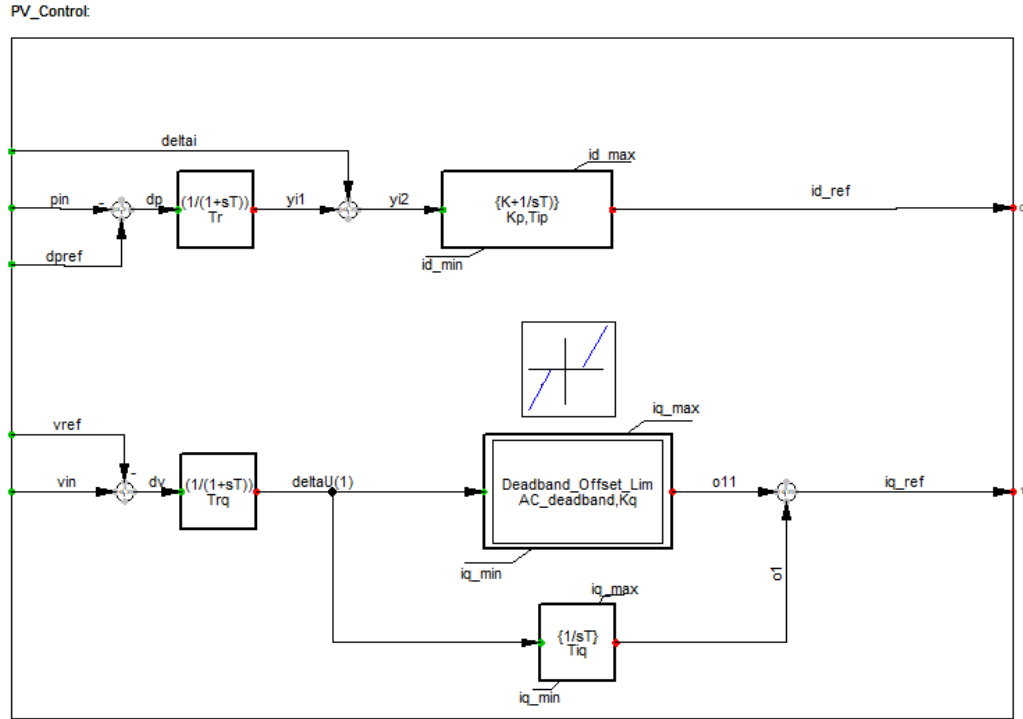 PV_Control:
deltai
id_max
pin
-
dp
(1/(1+sT))
Tr
yi1
yi2
{K+1/sT)}
Kp,Tip
id_ref
dpref
id_min
iq_max
vref
-
vin
dv
(1/(1+sT))
Trq
deltaU(1)
Deadband_Offset_Lim
AC_deadband,Kq
o11
iq_ref
iq_min
o1
iq_max
{1/sT}
Tiq
iq_min